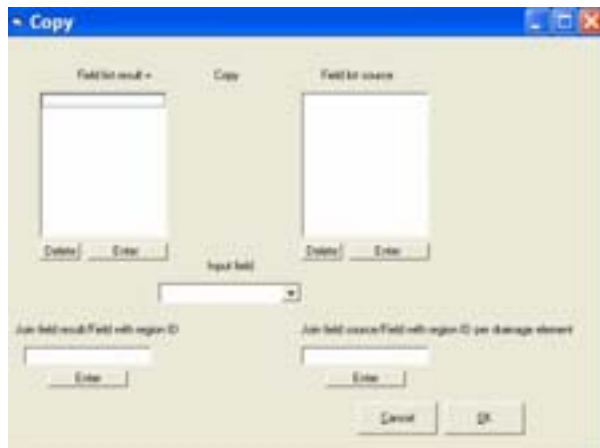 Copy
Field list result =
Copy
Field list source
Delete
Enter
Delete
Enter
Input field
Join field result/Field with region ID
Join field source/Field with region ID per drainage element
Enter
Enter
Cancel
OK